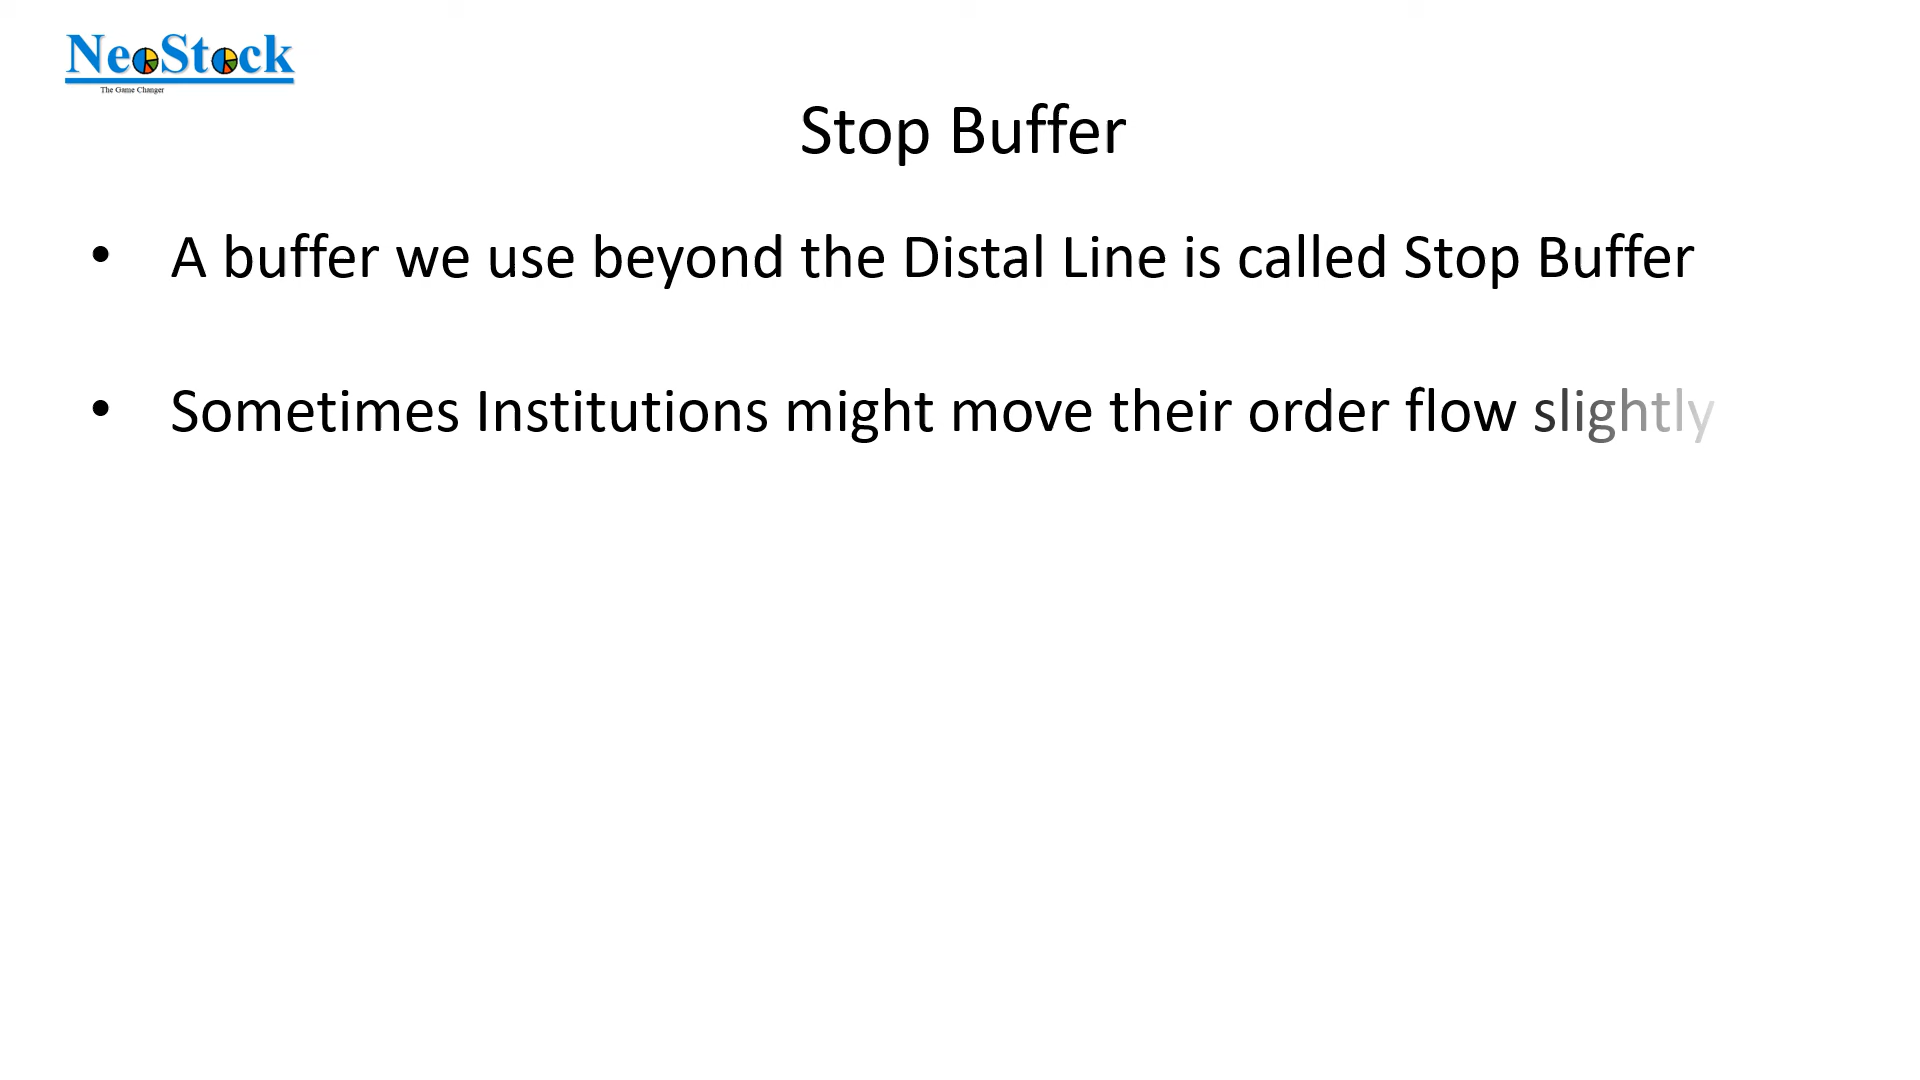 NeoStock
The Game Changer
Stop Buffer
• A buffer we use beyond the Distal Line is called Stop Buffer
• Sometimes Institutions might move their order flow slightly